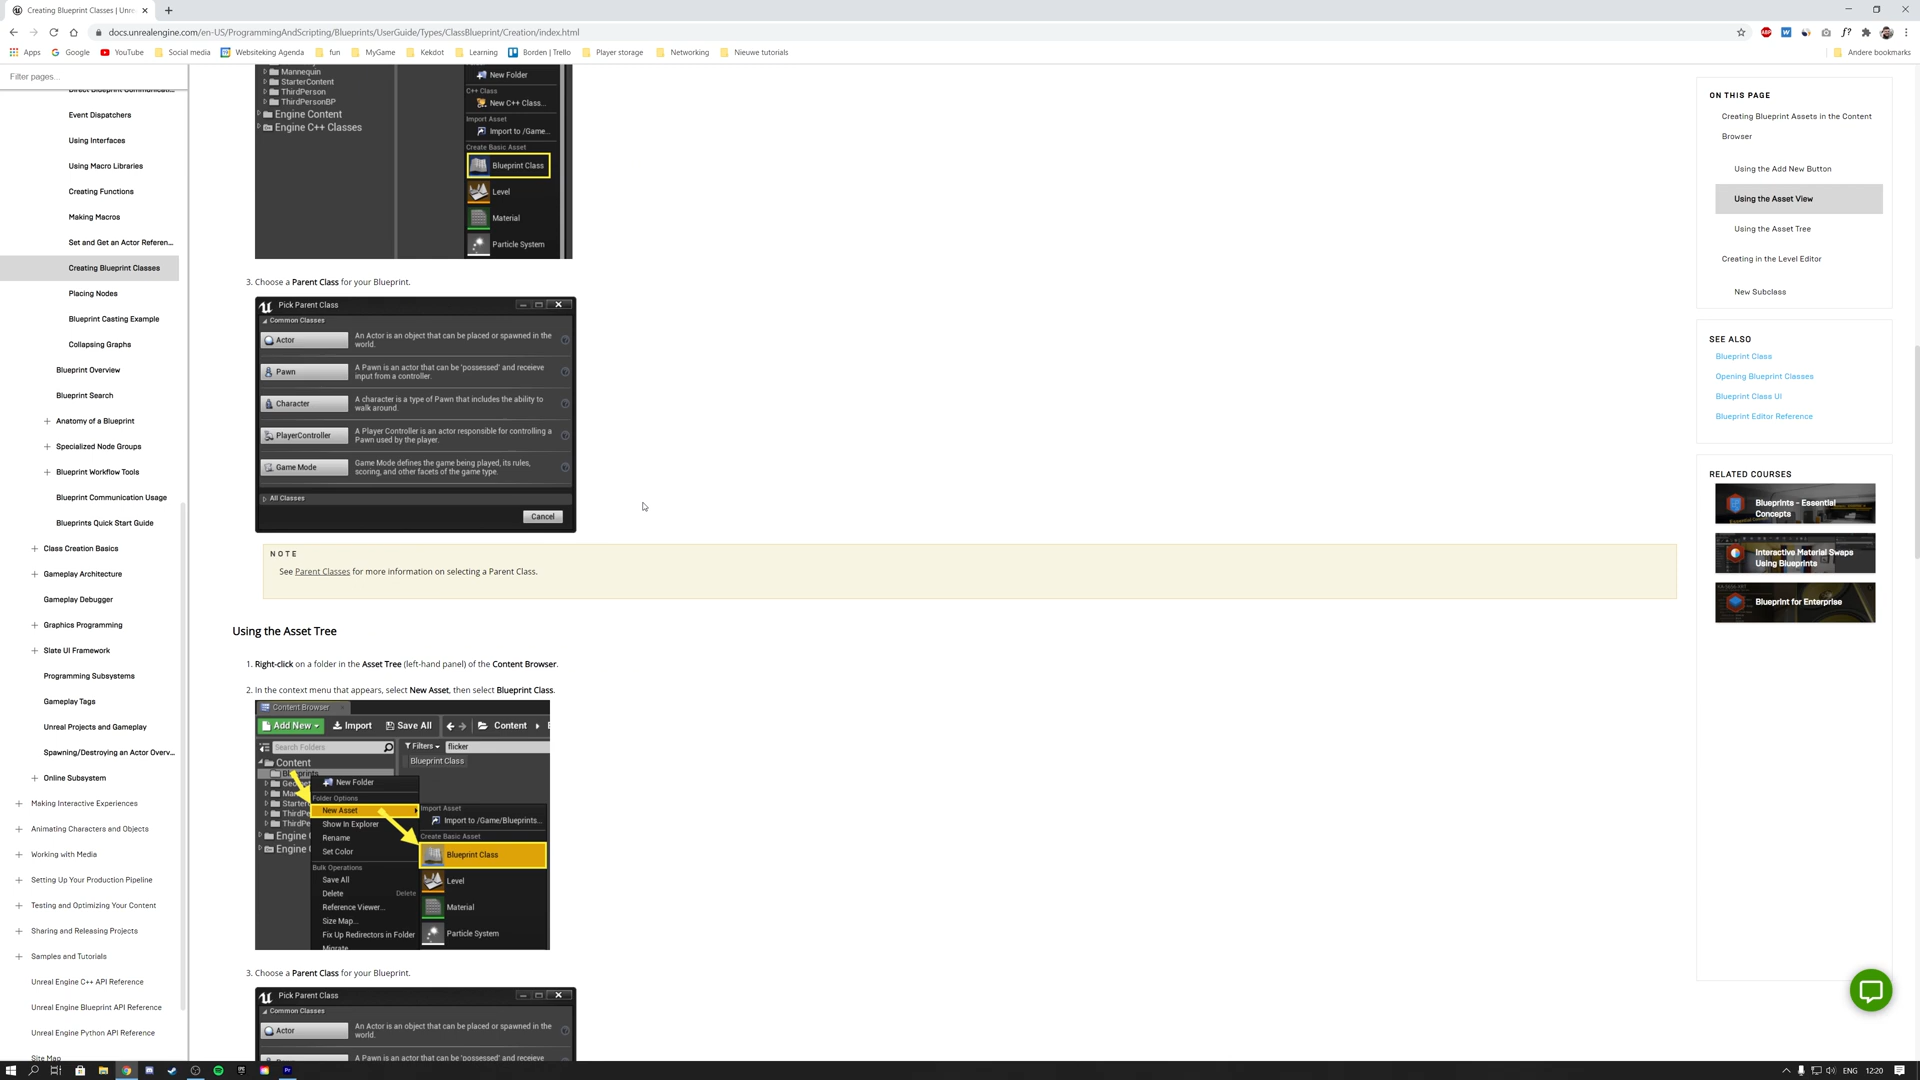 Creating Blueprint Classes | Unre
docs.unrealengine.com/en-US/ProgrammingAndScripting/Blueprints/UserGuide/Types/ClassBlueprint/Creation/index.html
Apps
Google
YouTube
Social media
Websiteking Agenda
fun
MyGame
Kekdot
Learning
Borden | Trello
Player storage
Networking
Nieuwe tutorials
Andere bookmarks
Filter pages...
Direct Blueprint Communicati...
Event Dispatchers
Using Interfaces
Using Macro Libraries
Creating Functions
Making Macros
Set and Get an Actor Referen...
Creating Blueprint Classes
Placing Nodes
Blueprint Casting Example
Collapsing Graphs
Blueprint Overview
Blueprint Search
Anatomy of a Blueprint
Specialized Node Groups
Blueprint Workflow Tools
Blueprint Communication Usage
Blueprints Quick Start Guide
Class Creation Basics
Gameplay Architecture
Gameplay Debugger
Graphics Programming
Slate UI Framework
Programming Subsystems
Gameplay Tags
Unreal Projects and Gameplay
Spawning/Destroying an Actor Overv...
Online Subsystem
Making Interactive Experiences
Animating Characters and Objects
Working with Media
Setting Up Your Production Pipeline
Testing and Optimizing Your Content
Sharing and Releasing Projects
Samples and Tutorials
Unreal Engine C++ API Reference
Unreal Engine Blueprint API Reference
Unreal Engine Python API Reference
Site Map
Mannequin
StarterContent
ThirdPerson
ThirdPersonBP
Engine Content
Engine C++ Classes
New Folder
C++ Class
New C++ Class...
Import Asset
Import to /Game...
Create Basic Asset
Blueprint Class
Level
Material
Particle System
3. Choose a Parent Class for your Blueprint.
Pick Parent Class
Common Classes
Actor
An Actor is an object that can be placed or spawned in the
world.
Pawn
A Pawn is an actor that can be 'possessed' and receieve
input from a controller.
Character
A character is a type of Pawn that includes the ability to
walk around.
PlayerController
A Player Controller is an actor responsible for controlling a
Pawn used by the player.
Game Mode
Game Mode defines the game being played, its rules,
scoring, and other facets of the game type.
All Classes
Cancel
NOTE
See Parent Classes for more information on selecting a Parent Class.
Using the Asset Tree
1. Right-click on a folder in the Asset Tree (left-hand panel) of the Content Browser.
2. In the context menu that appears, select New Asset, then select Blueprint Class.
Content Browser
Add New
Import
Save All
Content
Search Folders
Filters
flicker
Content
Blueprint Class
New Folder
Folder Options
New Asset
Show In Explorer
Rename
Set Color
Bulk Operations
Save All
Delete
Delete
Reference Viewer...
Size Map...
Fix Up Redirectors in Folder
Migrate
Engine
Engine
Import Asset
Import to /Game/Blueprints...
Create Basic Asset
Blueprint Class
Level
Material
Particle System
3. Choose a Parent Class for your Blueprint.
Pick Parent Class
Common Classes
Actor
An Actor is an object that can be placed or spawned in the
world.
A Pawn is an actor that can be 'possessed' and receieve
ON THIS PAGE
Creating Blueprint Assets in the Content
Browser
Using the Add New Button
Using the Asset View
Using the Asset Tree
Creating in the Level Editor
New Subclass
SEE ALSO
Blueprint Class
Opening Blueprint Classes
Blueprint Class UI
Blueprint Editor Reference
RELATED COURSES
Blueprints - Essential
Concepts
Interactive Material Swaps
Using Blueprints
Blueprint for Enterprise
ENG
12:20